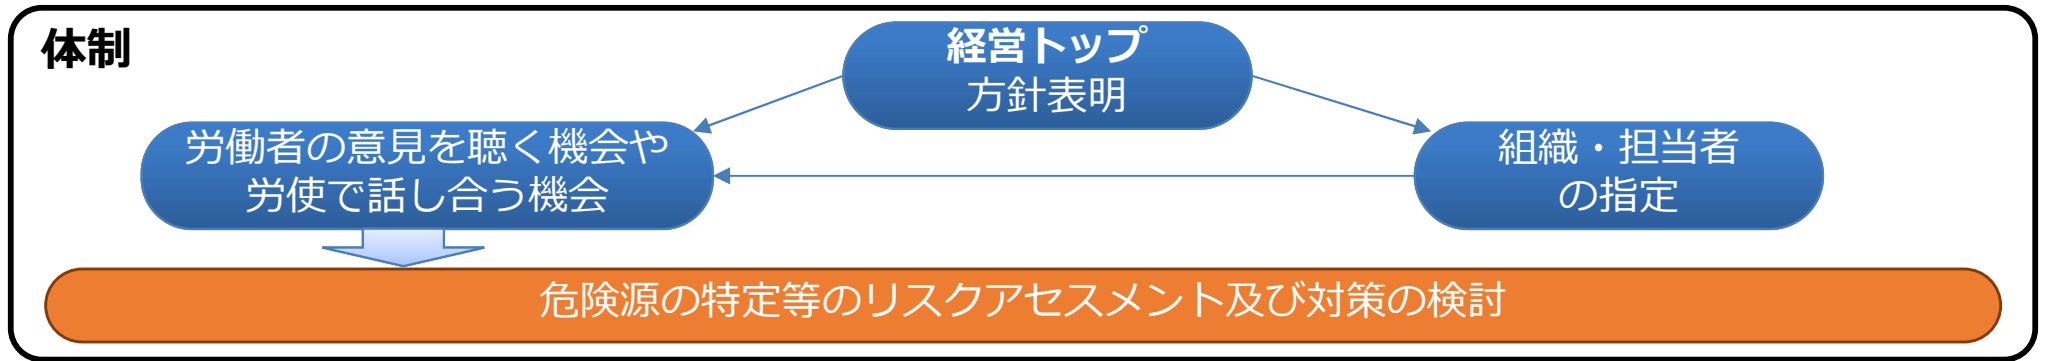 体制
経営トップ
方針表明
労働者の意見を聴く機会や
労使で話し合う機会
組織・担当者
の指定
危険源の特定等のリスクアセスメント及び対策の検討